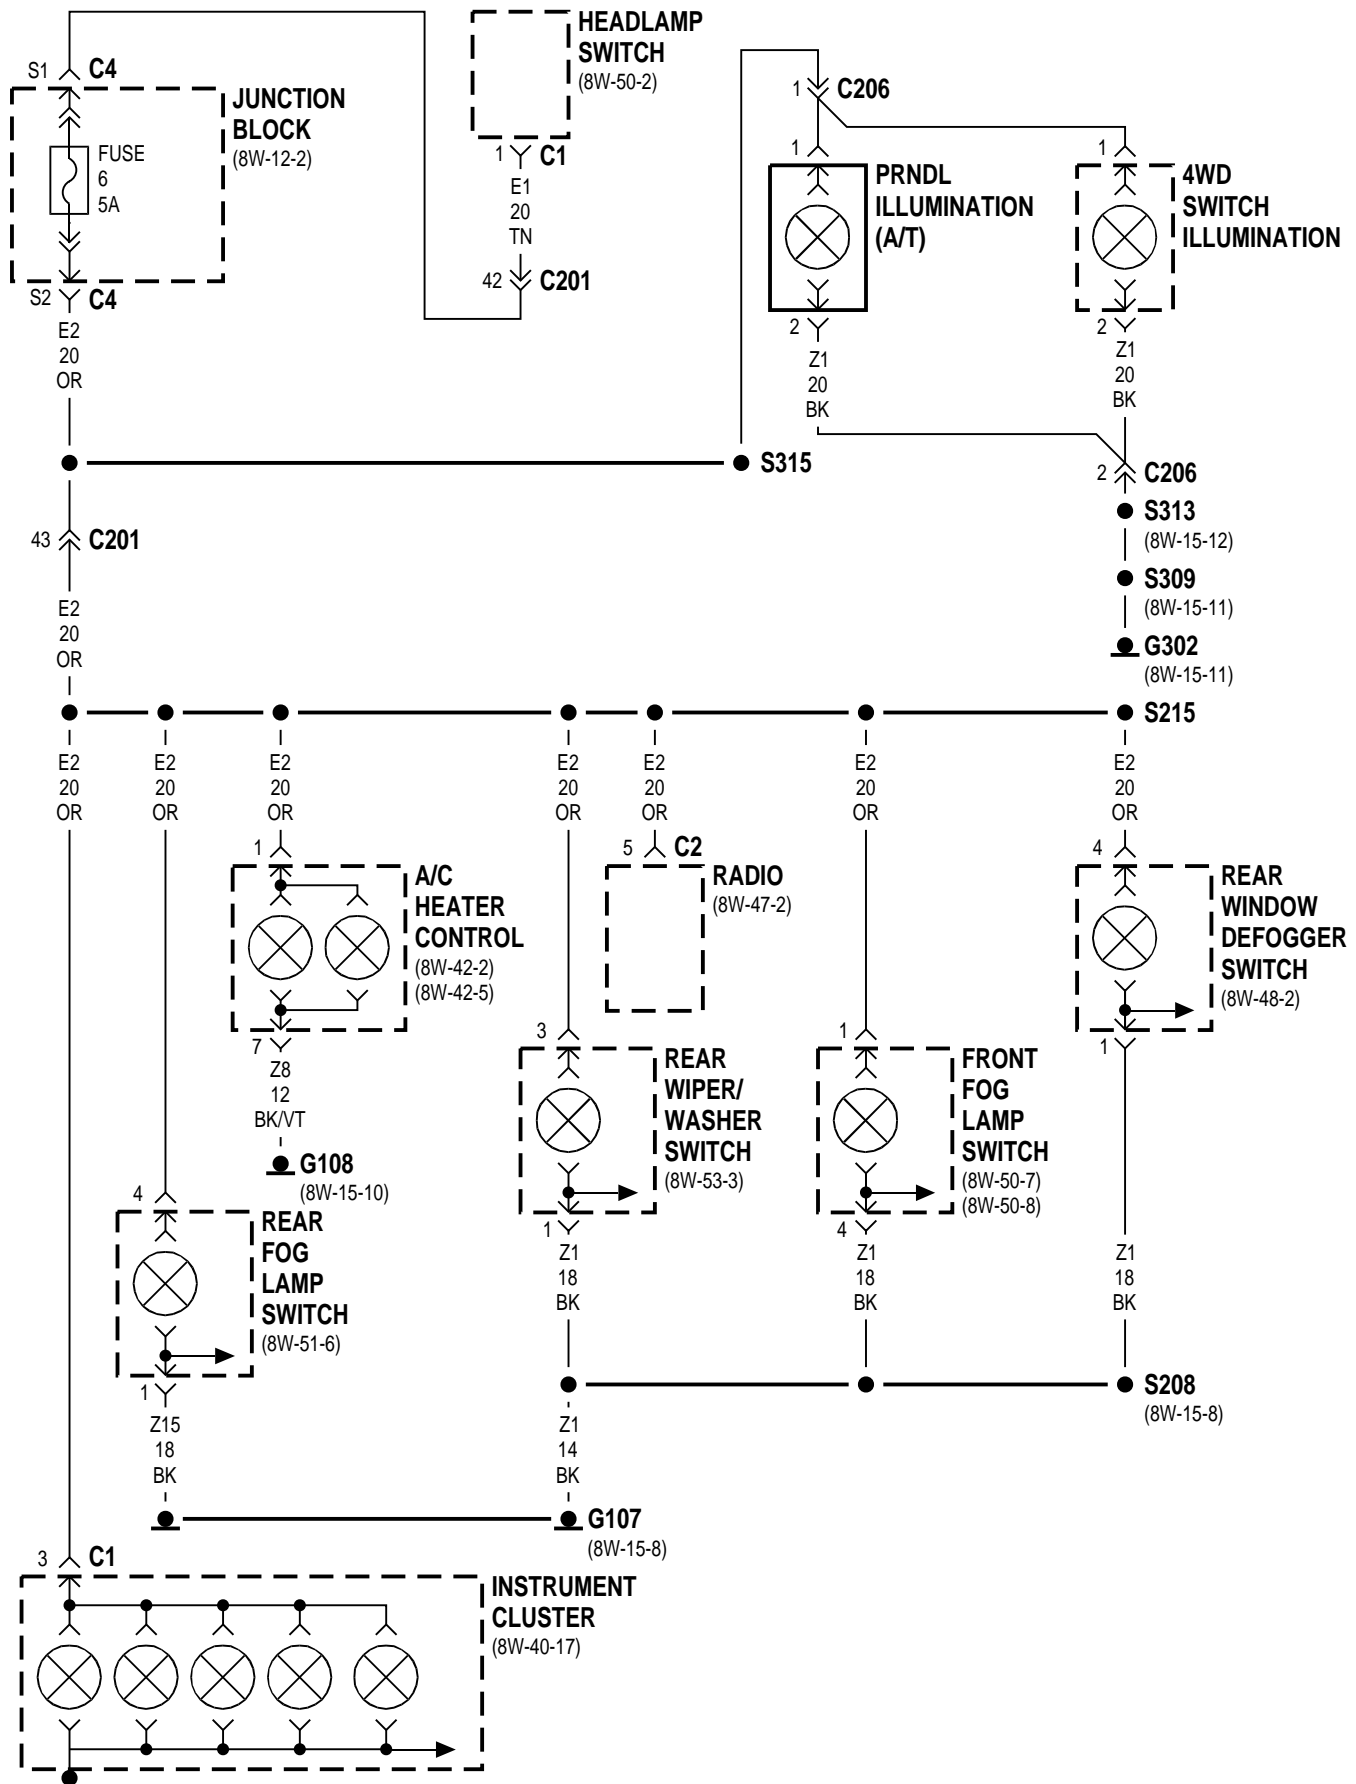 HEADLAMP
SWITCH
(8W-50-2)
S1
C4
JUNCTION
BLOCK
(8W-12-2)
FUSE
6
5A
S2
C4
E2
20
OR
1
C1
E1
20
TN
42
C201
1
C206
1
PRNDL
ILLUMINATION
(A/T)
2
Z1
20
BK
1
4WD
SWITCH
ILLUMINATION
2
Z1
20
BK
S315
2
C206
S313
(8W-15-12)
S309
(8W-15-11)
G302
(8W-15-11)
43
C201
E2
20
OR
S215
E2
20
OR
E2
20
OR
E2
20
OR
E2
20
OR
E2
20
OR
E2
20
OR
E2
20
OR
1
A/C
HEATER
CONTROL
(8W-42-2)
(8W-42-5)
7
Z8
12
BK/VT
G108
(8W-15-10)
5
C2
RADIO
(8W-47-2)
4
REAR
WINDOW
DEFOGGER
SWITCH
(8W-48-2)
1
3
REAR
WIPER/
WASHER
SWITCH
(8W-53-3)
1
Z1
18
BK
1
FRONT
FOG
LAMP
SWITCH
(8W-50-7)
(8W-50-8)
4
Z1
18
BK
Z1
18
BK
4
REAR
FOG
LAMP
SWITCH
(8W-51-6)
1
Z15
18
BK
S208
(8W-15-8)
Z1
14
BK
G107
(8W-15-8)
3
C1
INSTRUMENT
CLUSTER
(8W-40-17)